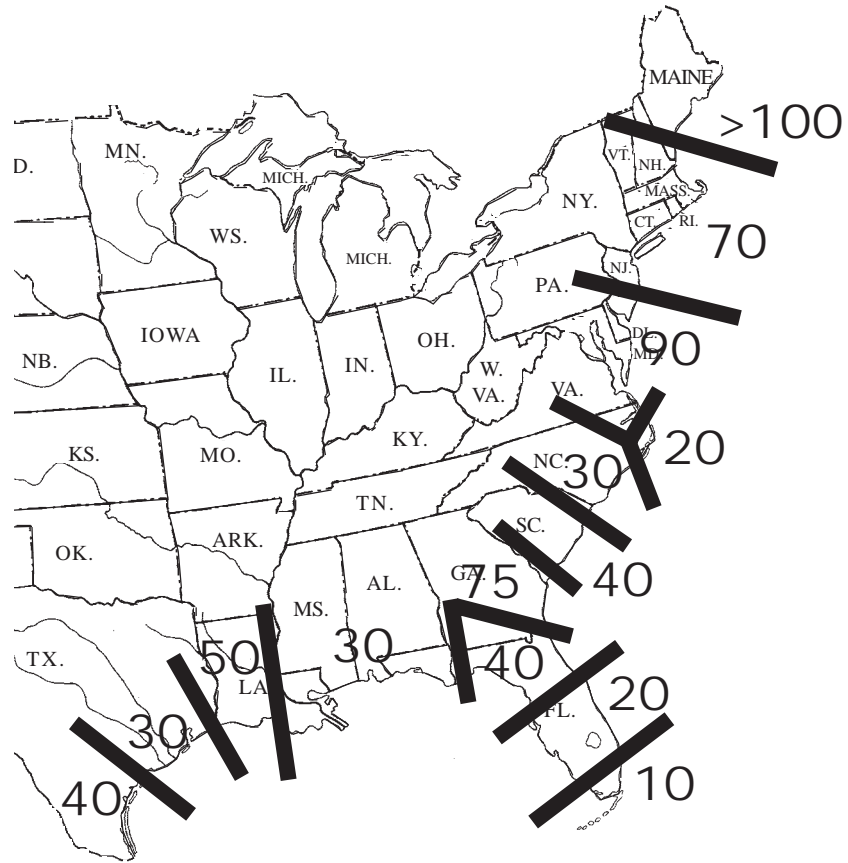 MAINE
>100
MN.
VT.
NH.
D.
MICH.
MASS.
NY.
CT.
RI.
WS.
70
MICH.
NJ.
PA.
IOWA
OH.
DL.
90
MD.
NB.
IN.
W.
VA.
IL.
VA.
KY.
20
KS.
MO.
NC.
30
TN.
SC.
ARK.
OK.
75
GA.
40
AL.
MS.
30
50
40
TX.
LA
20
FL.
30
10
40